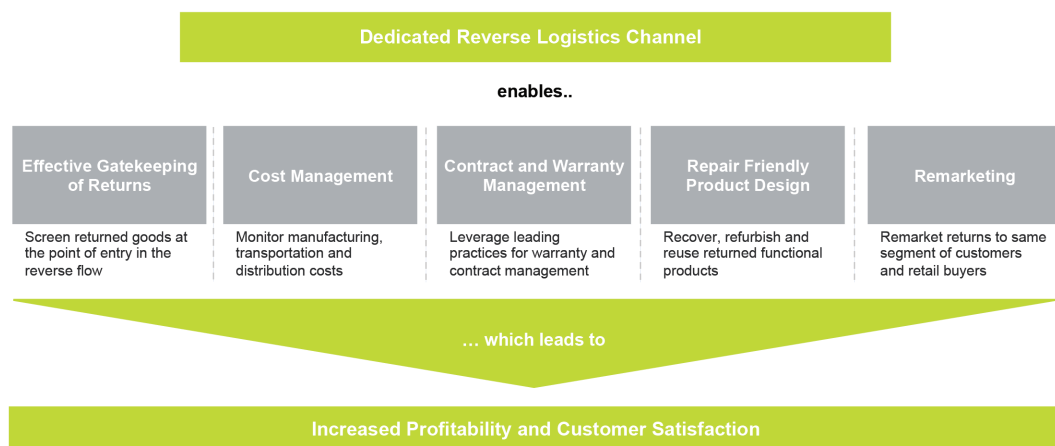 Dedicated Reverse Logistics Channel
enables..
Effective Gatekeeping
of Returns
Screen returned goods at
the point of entry in the
reverse flow
Cost Management
Monitor manufacturing,
transportation and
distribution costs
Contract and Warranty
Management
Leverage leading
practices for warranty and
contract management
Repair Friendly
Product Design
Recover, refurbish and
reuse returned functional
products
Remarketing
Remarket returns to same
segment of customers
and retail buyers
… which leads to
Increased Profitability and Customer Satisfaction